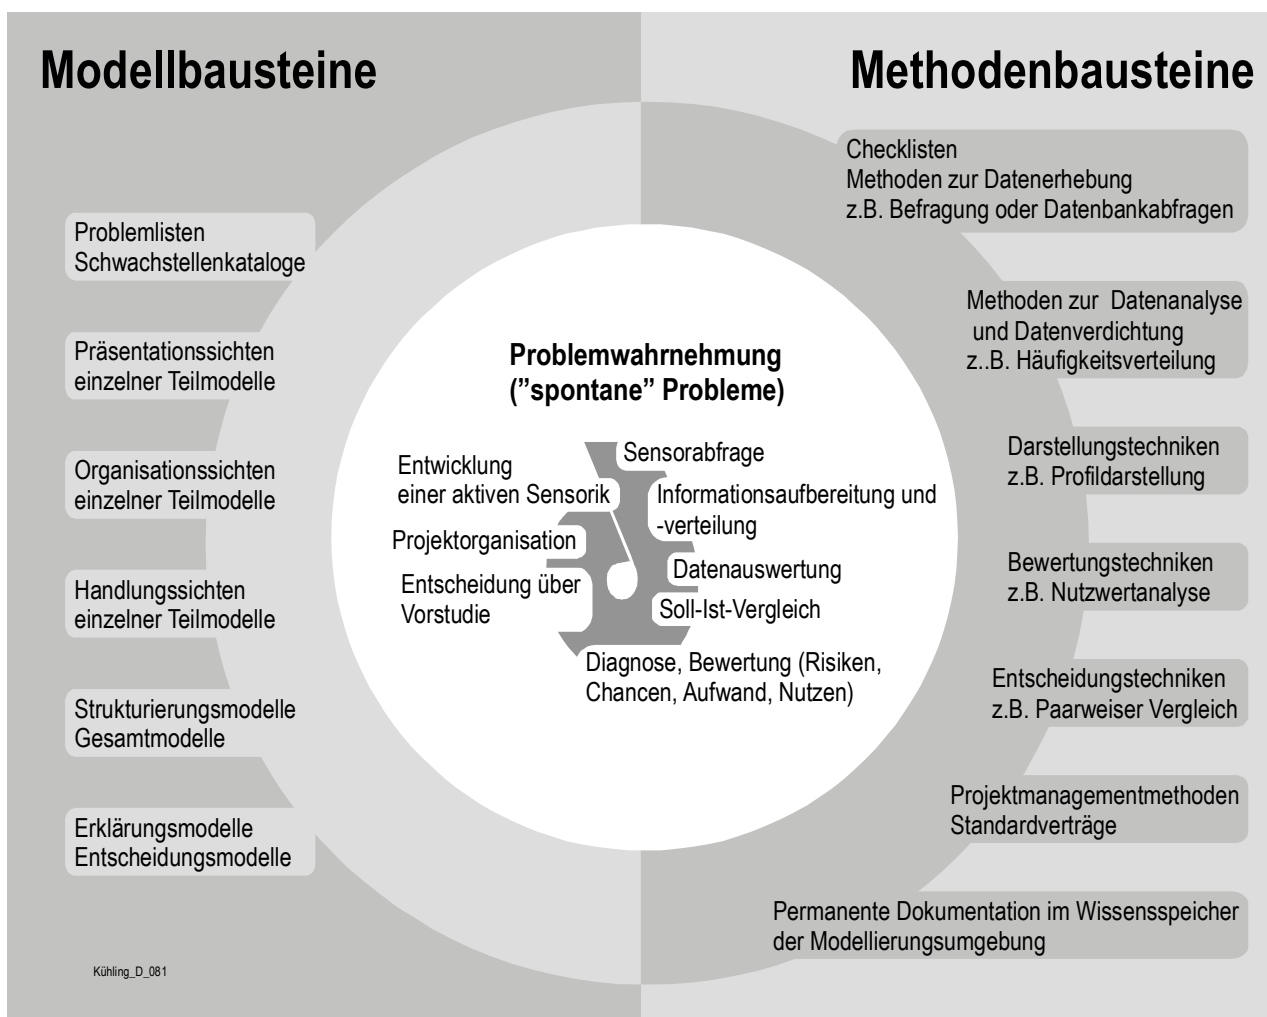 Modellbausteine
Methodenbausteine
Problemlisten
Schwachstellenkataloge
Präsentationssichten
einzelner Teilmodelle
Organisationssichten
einzelner Teilmodelle
Handlungssichten
einzelner Teilmodelle
Strukturierungsmodelle
Gesamtmodelle
Erklärungsmodelle
Entscheidungsmodelle
Kühling_D_081
Problemwahrnehmung
(”spontane” Probleme)
Sensorabfrage
Informationsaufbereitung und
-verteilung
Datenauswertung
Soll-Ist-Vergleich
Diagnose, Bewertung (Risiken,
Chancen, Aufwand, Nutzen)
Entscheidung über
Vorstudie
Projektorganisation
Entwicklung
einer aktiven Sensorik
Checklisten
Methoden zur Datenerhebung
z.B. Befragung oder Datenbankabfragen
Methoden zur  Datenanalyse
und Datenverdichtung
z..B. Häufigkeitsverteilung
Darstellungstechniken
z.B. Profildarstellung
Bewertungstechniken
z.B. Nutzwertanalyse
Entscheidungstechniken
z.B. Paarweiser Vergleich
Projektmanagementmethoden
Standardverträge
Permanente Dokumentation im Wissensspeicher
der Modellierungsumgebung